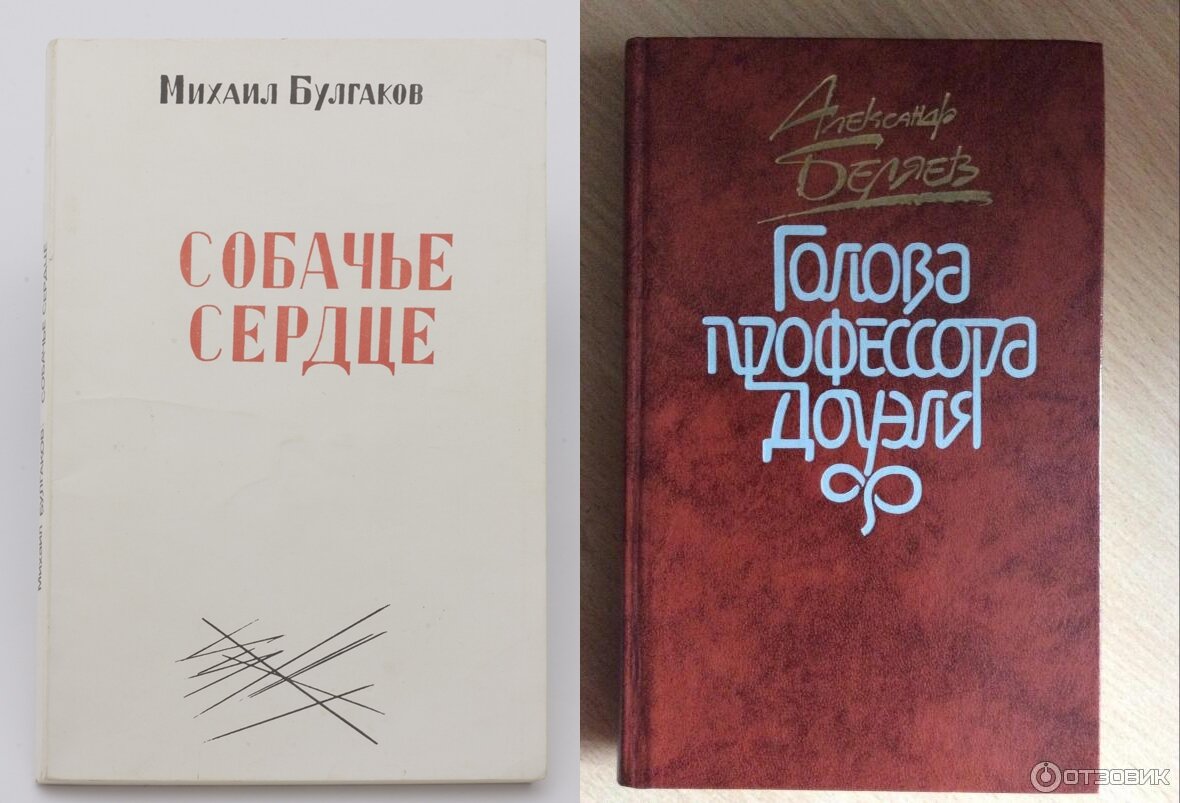 Михаил Булгаков
СОБАЧЬЕ
СЕРДЦЕ
МИХАИЛ БУЛГАКОВ СОБАЧЬЕ СЕРДЦЕ
Александр
Беляев
Голова
профессора
Доуэля
ОТЗОВИК